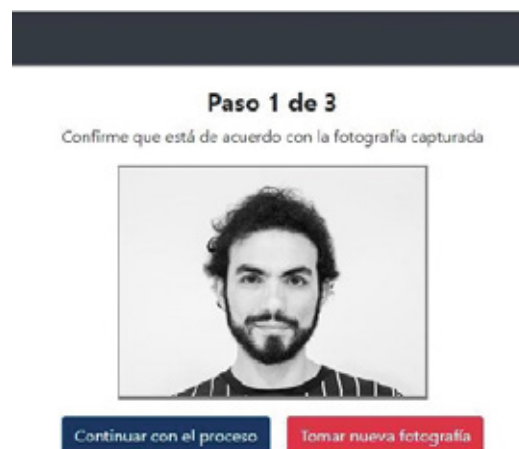 Paso 1 de 3
Confirme que está de acuerdo con la fotografía capturada
Continuar con el proceso
Tomar nueva fotografía